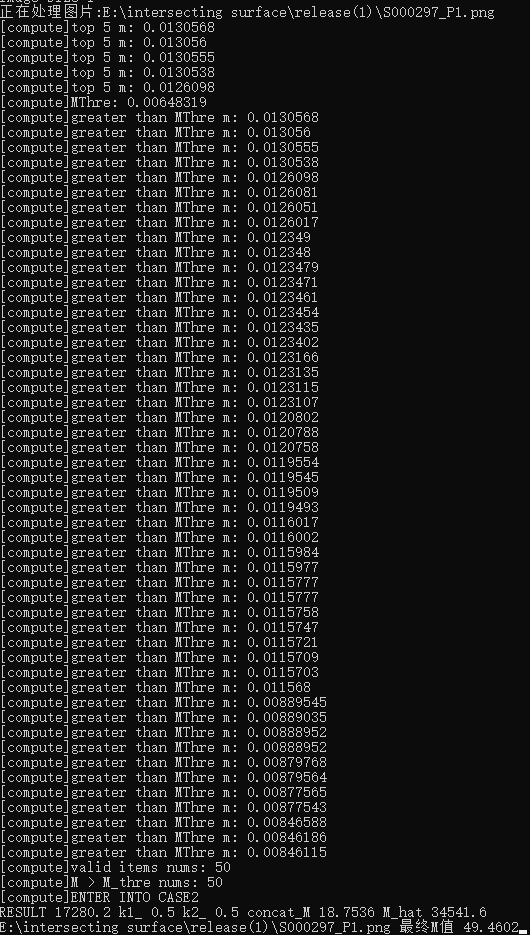 正在处理图片:E:\intersecting surface\release(1)\S000297_P1.png
[compute]top 5 m: 0.0130568
[compute]top 5 m: 0.013056
[compute]top 5 m: 0.0130555
[compute]top 5 m: 0.0130538
[compute]top 5 m: 0.0126098
[compute]MThre: 0.00648319
[compute]greater than MThre m: 0.0130568
[compute]greater than MThre m: 0.013056
[compute]greater than MThre m: 0.0130555
[compute]greater than MThre m: 0.0130538
[compute]greater than MThre m: 0.0126098
[compute]greater than MThre m: 0.0126081
[compute]greater than MThre m: 0.0126051
[compute]greater than MThre m: 0.0126017
[compute]greater than MThre m: 0.012349
[compute]greater than MThre m: 0.012348
[compute]greater than MThre m: 0.0123479
[compute]greater than MThre m: 0.0123471
[compute]greater than MThre m: 0.0123461
[compute]greater than MThre m: 0.0123454
[compute]greater than MThre m: 0.0123435
[compute]greater than MThre m: 0.0123402
[compute]greater than MThre m: 0.0123166
[compute]greater than MThre m: 0.0123135
[compute]greater than MThre m: 0.0123115
[compute]greater than MThre m: 0.0123107
[compute]greater than MThre m: 0.0120802
[compute]greater than MThre m: 0.0120788
[compute]greater than MThre m: 0.0120758
[compute]greater than MThre m: 0.0119554
[compute]greater than MThre m: 0.0119545
[compute]greater than MThre m: 0.0119509
[compute]greater than MThre m: 0.0119493
[compute]greater than MThre m: 0.0116017
[compute]greater than MThre m: 0.0116002
[compute]greater than MThre m: 0.0115984
[compute]greater than MThre m: 0.0115977
[compute]greater than MThre m: 0.0115777
[compute]greater than MThre m: 0.0115777
[compute]greater than MThre m: 0.0115758
[compute]greater than MThre m: 0.0115747
[compute]greater than MThre m: 0.0115721
[compute]greater than MThre m: 0.0115709
[compute]greater than MThre m: 0.0115703
[compute]greater than MThre m: 0.011568
[compute]greater than MThre m: 0.00889545
[compute]greater than MThre m: 0.00889035
[compute]greater than MThre m: 0.00888952
[compute]greater than MThre m: 0.00888952
[compute]greater than MThre m: 0.00879768
[compute]greater than MThre m: 0.00879564
[compute]greater than MThre m: 0.00877565
[compute]greater than MThre m: 0.00877543
[compute]greater than MThre m: 0.00846588
[compute]greater than MThre m: 0.00846186
[compute]greater than MThre m: 0.00846115
[compute]valid items nums: 50
[compute]M > M_thre nums: 50
[compute]ENTER INTO CASE2
RESULT 17280.2 k1_ 0.5 k2_ 0.5 concat_M 18.7536 M_hat 34541.6
E:\intersecting surface\release(1)\S000297_P1.png 最终M值 49.4602